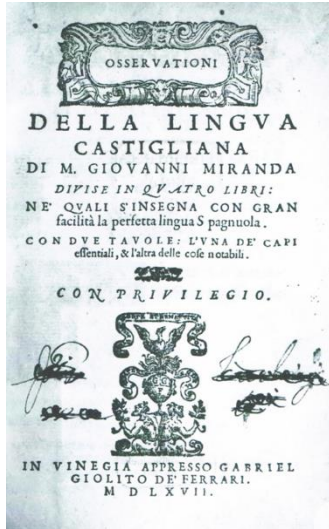 OSSERVATIONI
DELLA LINGVA
CASTIGLIANA
DI M. GIOVANNI MIRANDA
DIVISE IN QVATRO LIBRI:
NE' QVALI S'INSEGNA CON GRAN
facilità la perfetta lingua Spagnuola.
CON DVE TAVOLE: L'VNA DE' CAPI
essentiali, & l'altra delle cose notabili.
CON PRIVILEGIO.
IN VINEGIA APPRESSO GABRIEL
GIOLITO DE' FERRARI.
MDLXVII.